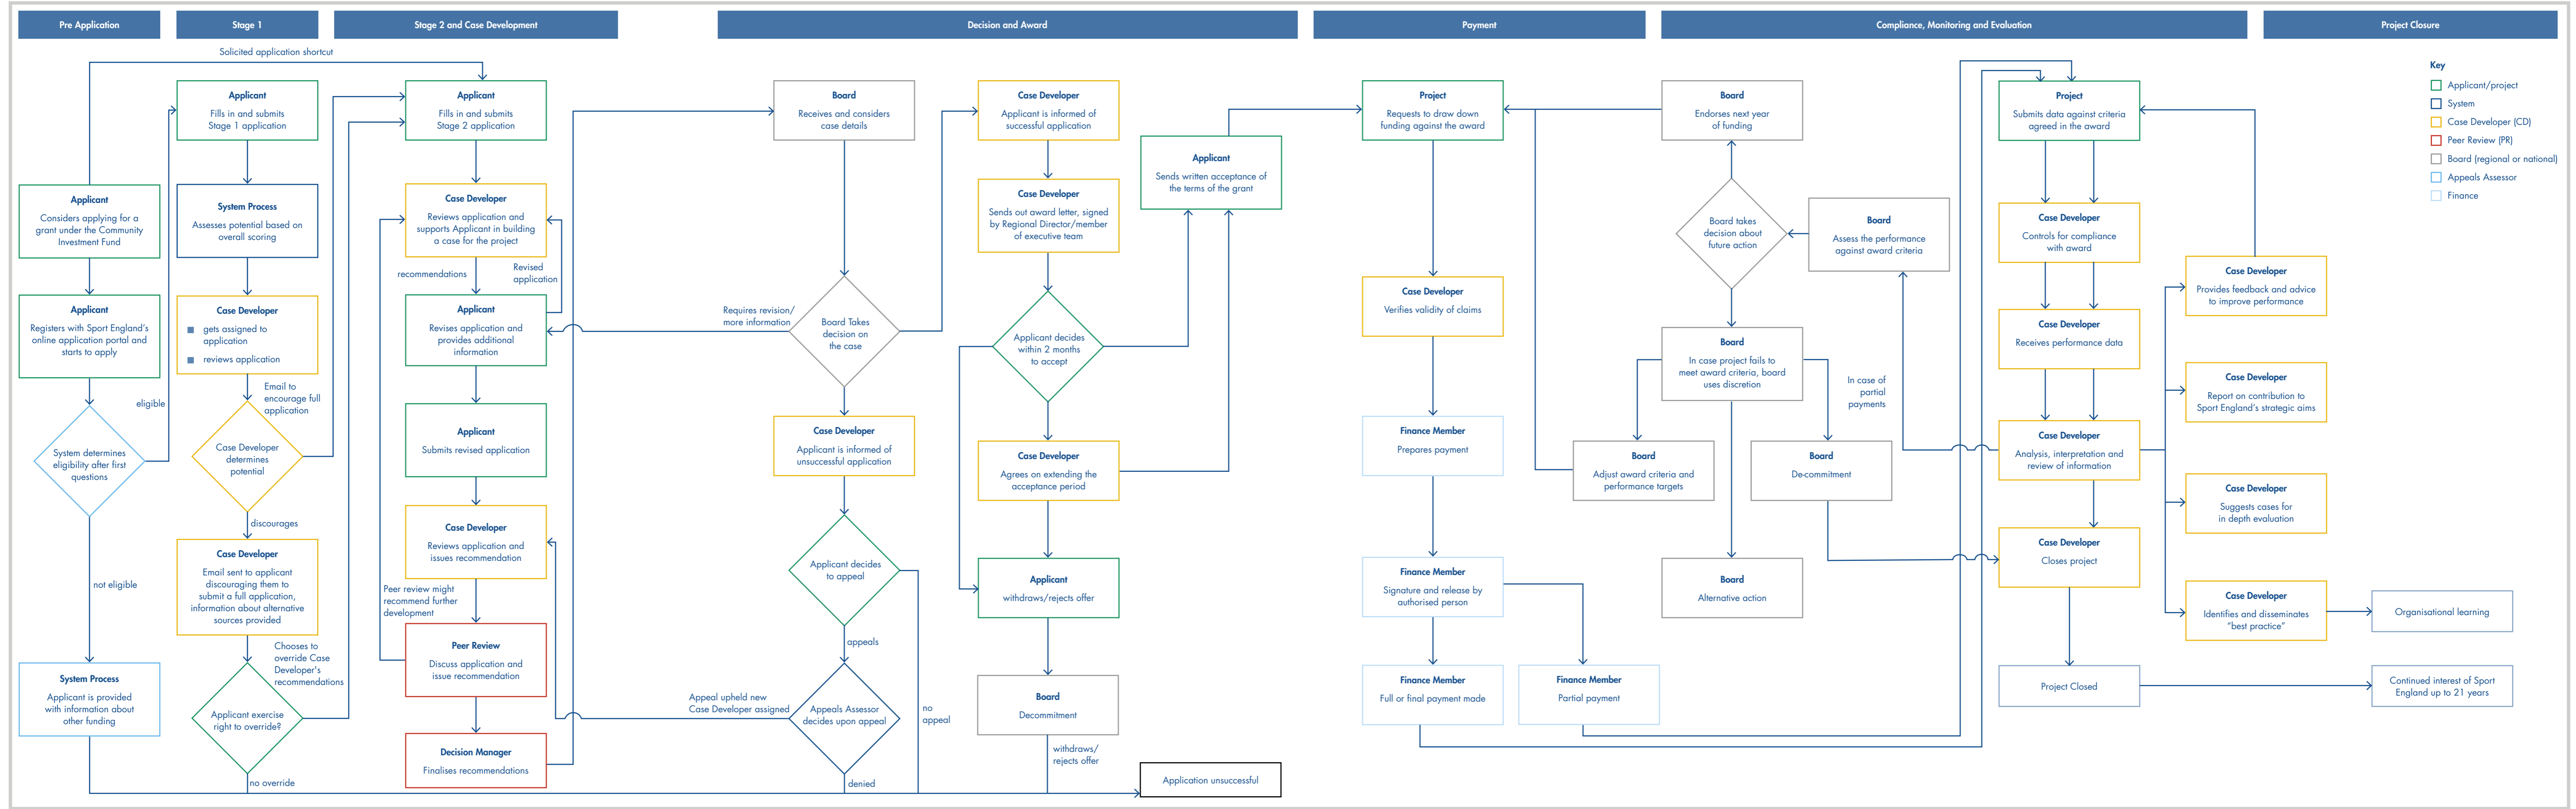 Pre Application
Stage 1
Stage 2 and Case Development
Decision and Award
Payment
Compliance, Monitoring and Evaluation
Project Closure
Solicited application shortcut
Applicant
Considers applying for a
grant under the Community
Investment Fund
Applicant
Registers with Sport England's
online application portal and
starts to apply
eligible
System determines
eligibility after first
questions
not eligible
System Process
Applicant is provided
with information about
other funding
Applicant
Fills in and submits
Stage 1 application
System Process
Assesses potential based on
overall scoring
Case Developer
gets assigned to
application
reviews application
Email to
encourage full
application
Case Developer
determines
potential
discourages
Case Developer
Email sent to applicant
discouraging them to
submit a full application,
information about alternative
sources provided
Chooses to
override Case
Developer's
recommendations
Applicant exercise
right to override?
no override
Applicant
Fills in and submits
Stage 2 application
Case Developer
Reviews application and
supports Applicant in building
a case for the project
recommendations
Revised
application
Applicant
Revises application and
provides additional
information
Applicant
Submits revised application
Case Developer
Reviews application and
issues recommendation
Peer review might
recommend further
development
Peer Review
Discuss application and
issue recommendation
Decision Manager
Finalises recommendations
Board
Receives and considers
case details
Requires revision/
more information
Board Takes
decision on
the case
Case Developer
Applicant is informed of
unsuccessful application
Applicant decides
to appeal
appeals
Appeal upheld new
Case Developer assigned
Appeals Assessor
decides upon appeal
no
appeal
denied
Case Developer
Applicant is informed of
successful application
Case Developer
Sends out award letter, signed
by Regional Director/member
of executive team
Applicant decides
within 2 months
to accept
Case Developer
Agrees on extending the
acceptance period
Applicant
withdraws/rejects offer
Board
Decommitment
withdraws/
rejects offer
Applicant
Sends written acceptance of
the terms of the grant
Application unsuccessful
Project
Requests to draw down
funding against the award
Case Developer
Verifies validity of claims
Finance Member
Prepares payment
Finance Member
Signature and release by
authorised person
Finance Member
Full or final payment made
Finance Member
Partial payment
Board
Endorses next year
of funding
Board takes
decision about
future action
Board
Assess the performance
against award criteria
Board
In case project fails to
meet award criteria, board
uses discretion
In case of
partial
payments
Board
Adjust award criteria and
performance targets
Board
De-commitment
Board
Alternative action
Project
Submits data against criteria
agreed in the award
Case Developer
Controls for compliance
with award
Case Developer
Receives performance data
Case Developer
Analysis, interpretation and
review of information
Case Developer
Closes project
Project Closed
Case Developer
Provides feedback and advice
to improve performance
Case Developer
Report on contribution to
Sport England's strategic aims
Case Developer
Suggests cases for
in depth evaluation
Case Developer
Identifies and disseminates
"best practice"
Organisational learning
Continued interest of Sport
England up to 21 years
Key
Applicant/project
System
Case Developer (CD)
Peer Review (PR)
Board (regional or national)
Appeals Assessor
Finance